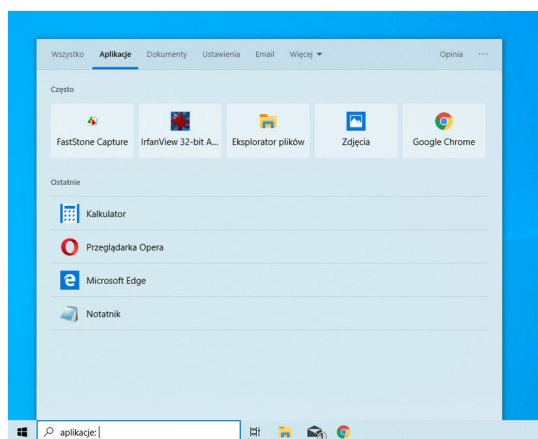 Wszystko Aplikacje Dokumenty Ustawienia Email Więcej Opinia
Często
FastStone Capture IrfanView 32-bit A... Eksplorator plików Zdjęcia Google Chrome
Ostatnie
Kalkulator
Przeglądarka Opera
Microsoft Edge
Notatnik
aplikacje: